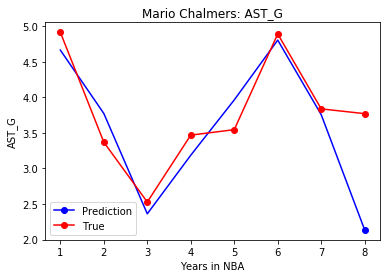 Mario Chalmers: AST_G
5.0
4.5
4.0
3.5
3.0
2.5
2.0
AST_G
Prediction
True
1 2 3 4 5 6 7 8
Years in NBA